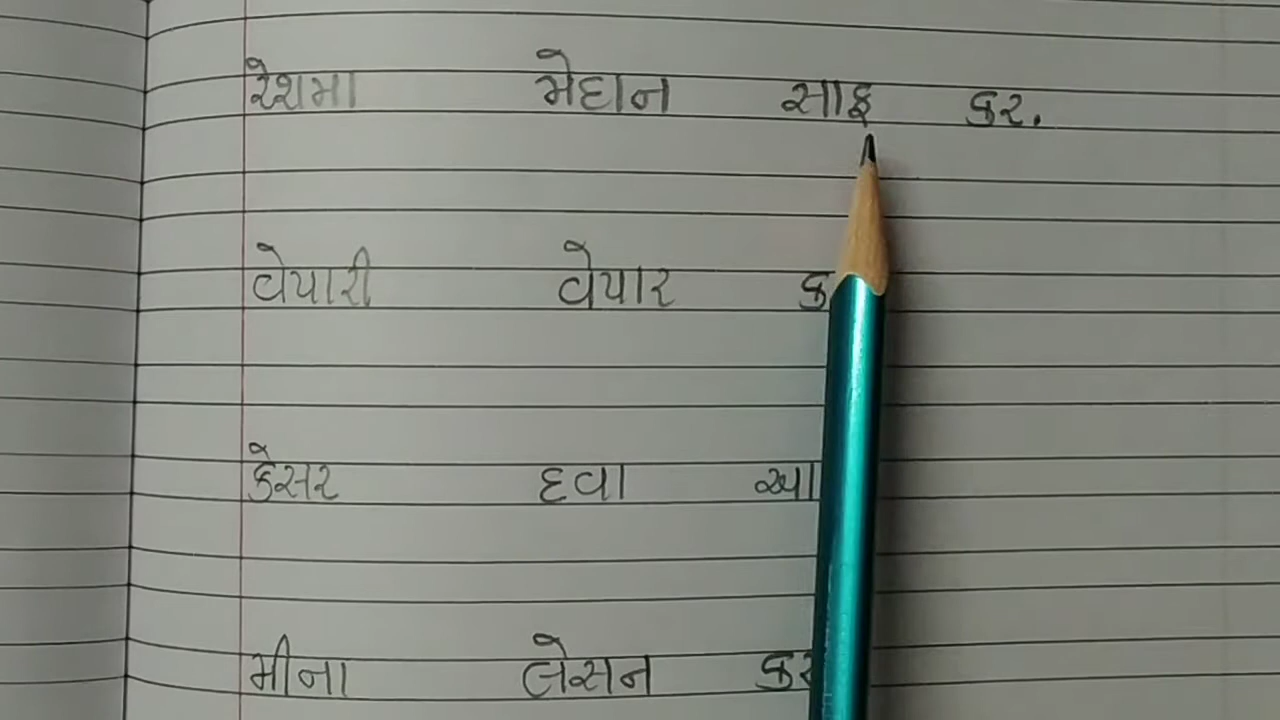 રેશમા મેદાન સાફ કર.
વેપારી વેપાર
કેસર દવા
મીના લેસન